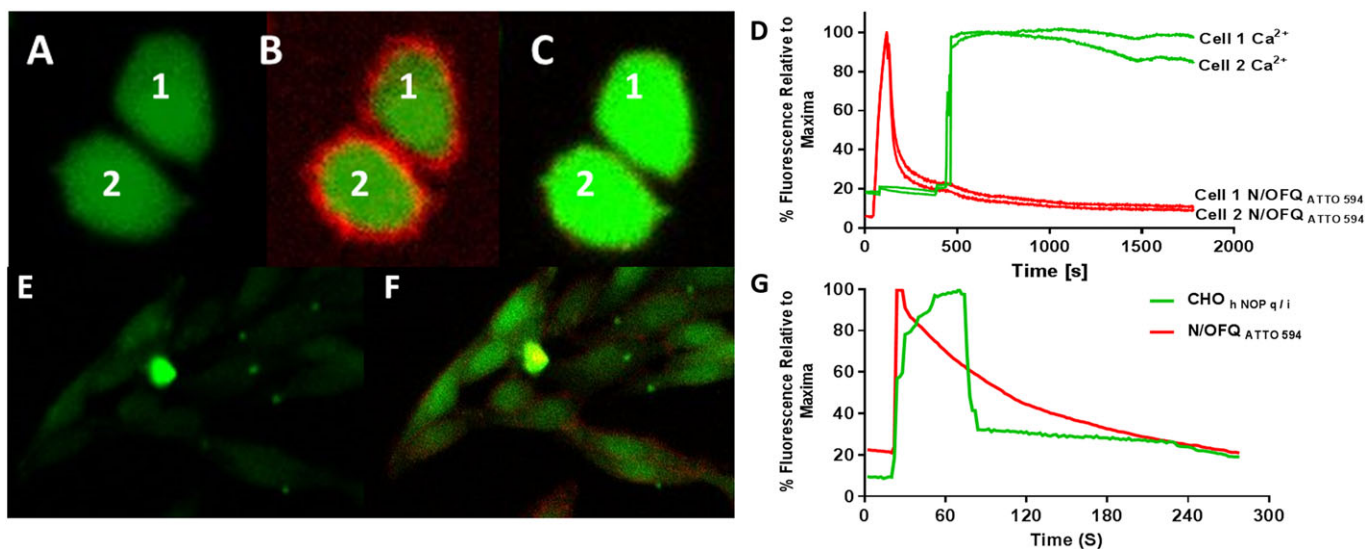 A
1
2
B
1
2
C
1
2
D
% Fluorescence Relative to
Maxima
100
80
60
40
20
0
Cell 1 Ca2+
Cell 2 Ca2+
Cell 1 N/OFQ ATTO 594
Cell 2 N/OFQ ATTO 594
0 500 1000 1500 2000
Time [s]
E
F
G
% Fluorescence Relative to
Maxima
100
80
60
40
20
0
CHO h NOP q / i
N/OFQ ATTO 594
0 60 120 180 240 300
Time (S)